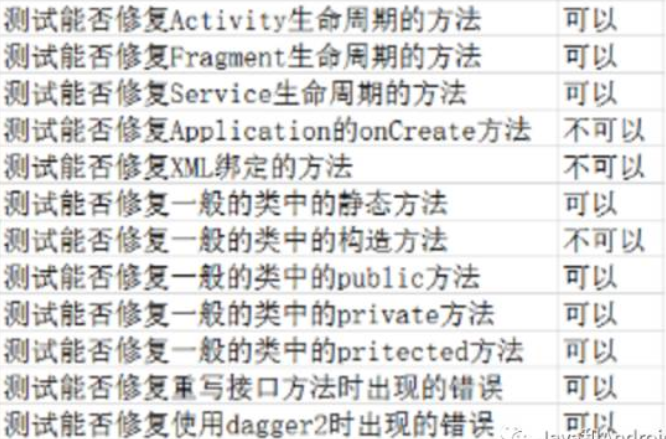 测试能否修复Activity生命周期的方法 可以
测试能否修复Fragment生命周期的方法 可以
测试能否修复Service生命周期的方法 可以
测试能否修复Application的onCreate方法 不可以
测试能否修复XML绑定的方法 不可以
测试能否修复一般的类中的静态方法 可以
测试能否修复一般的类中的构造方法 不可以
测试能否修复一般的类中的public方法 可以
测试能否修复一般的类中的private方法 可以
测试能否修复一般的类中的pritected方法 可以
测试能否修复重写接口方法时出现的错误 可以
测试能否修复使用dagger2时出现的错误 可以